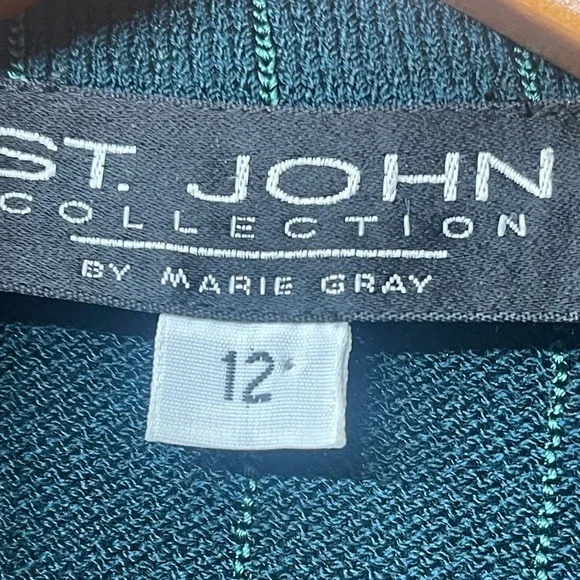 ST. JOHN
COLLECTION
BY MARIE GRAY
12